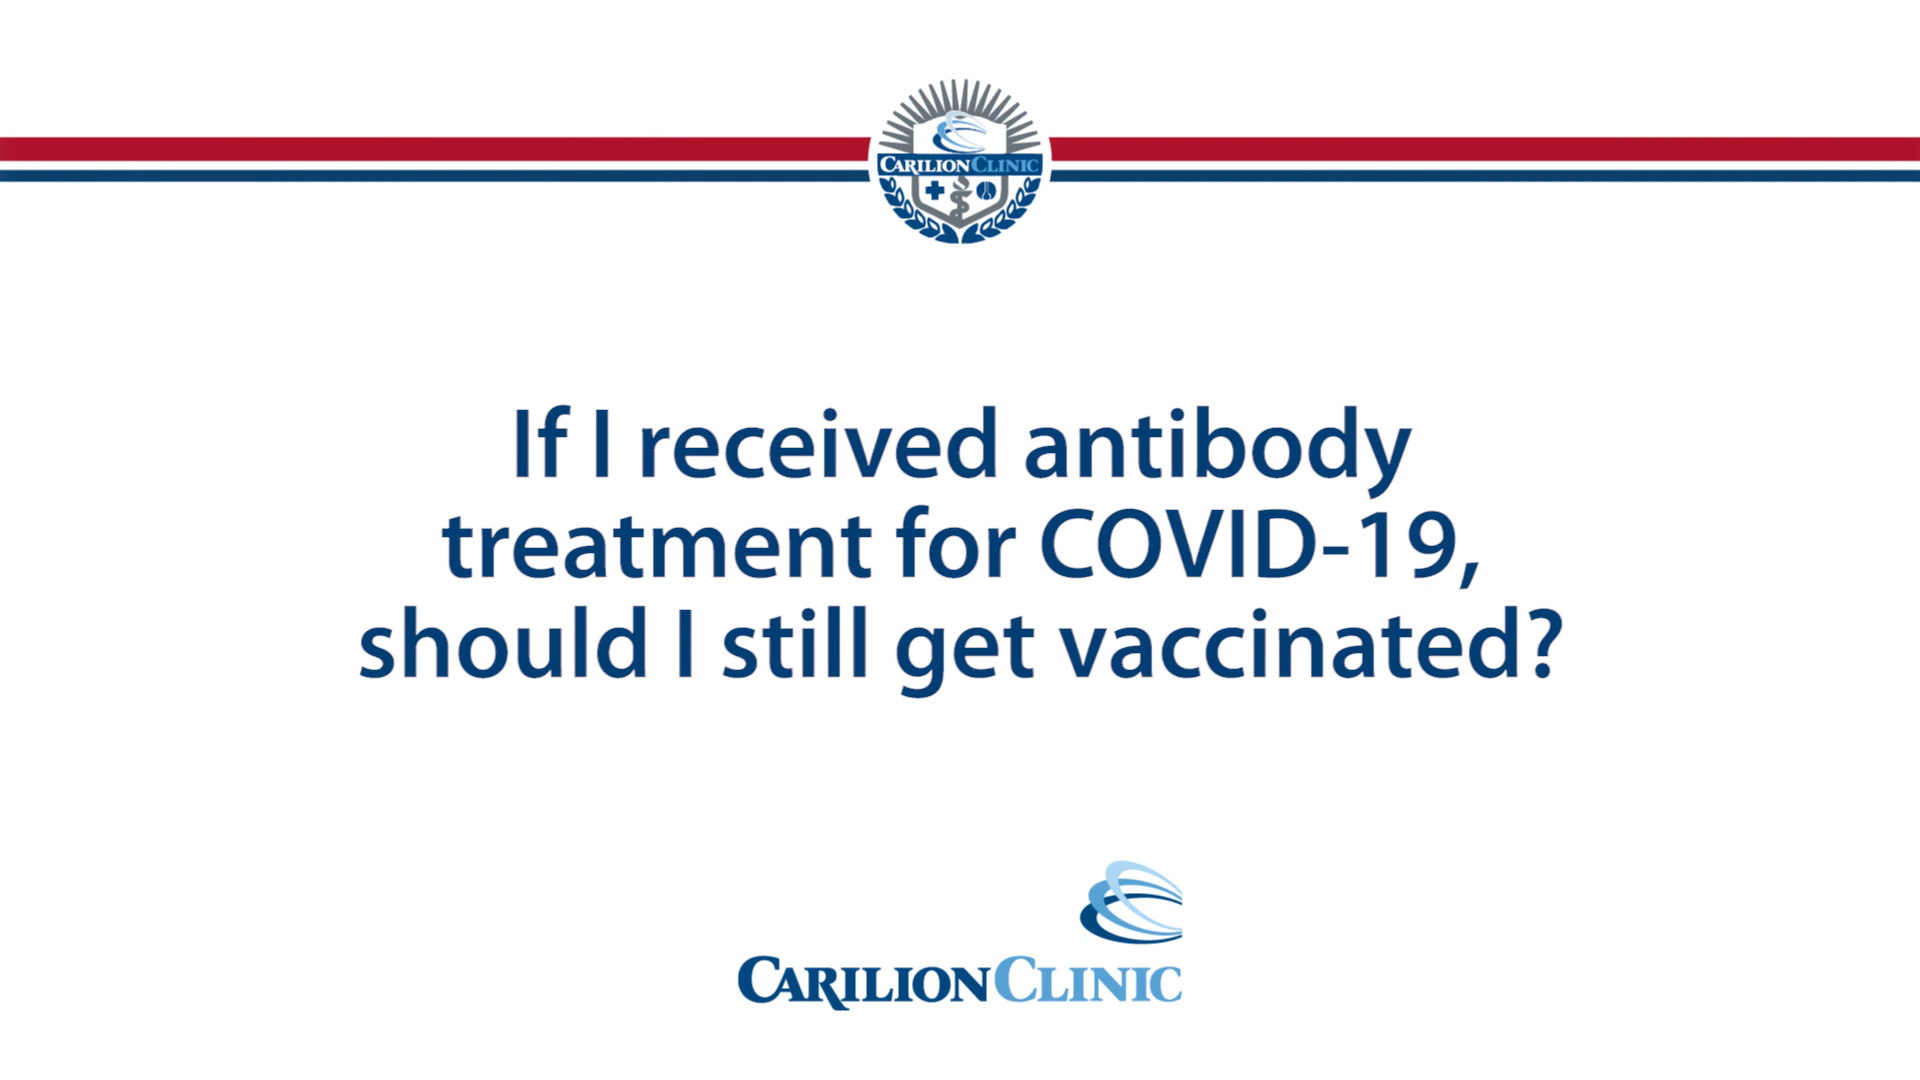 CARILION CLINIC
If I received antibody
treatment for COVID-19,
should I still get vaccinated?
CARILION CLINIC